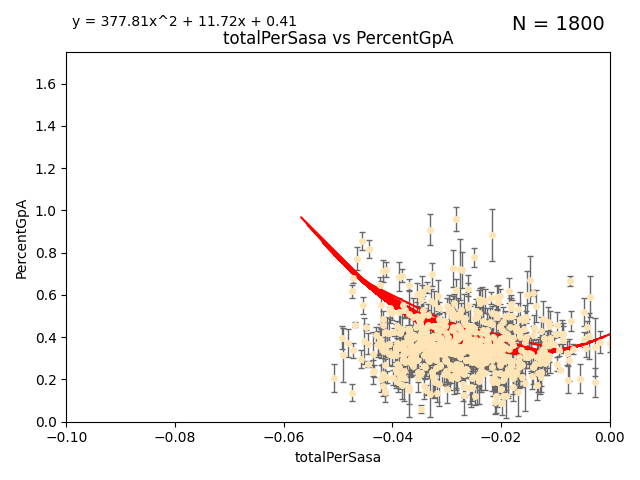 y = 377.81x^2 + 11.72x + 0.41
N = 1800
totalPerSasa vs PercentGpA
PercentGpA
1.6
1.4
1.2
1.0
0.8
0.6
0.4
0.2
0.0
−0.10 −0.08 −0.06 −0.04 −0.02 0.00
totalPerSasa